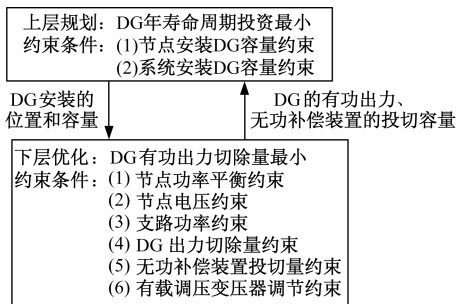 上层规划：DG年寿命周期投资最小
约束条件：(1)节点安装DG容量约束
(2)系统安装DG容量约束
DG安装的
位置和容量
DG的有功出力、
无功补偿装置的投切容量
下层优化：DG有功出力切除量最小
约束条件：(1) 节点功率平衡约束
(2) 节点电压约束
(3) 支路功率约束
(4) DG 出力切除量约束
(5) 无功补偿装置投切量约束
(6) 有载调压变压器调节约束